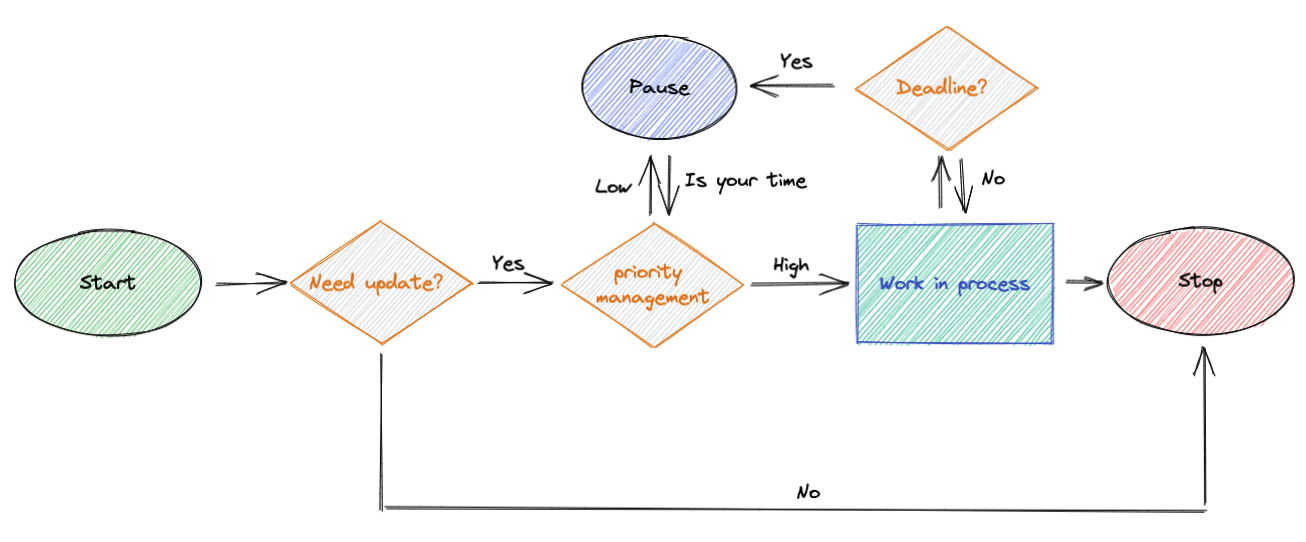 Yes
Pause
Deadline?
Low
Is your time
No
Start
Need update?
Yes
priority
management
High
Work in process
Stop
No